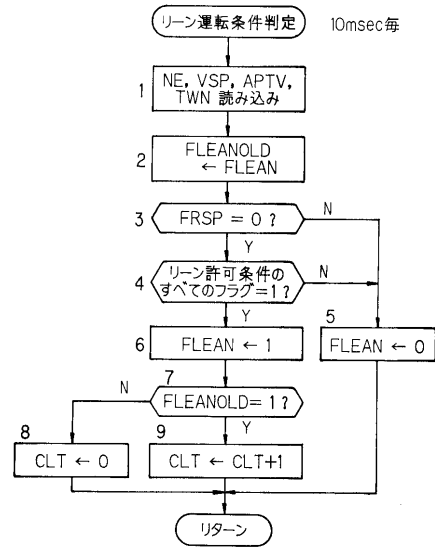 リーン運転条件判定
10msec毎
1
NE, VSP, APTV,
TWN 読み込み
2
FLEANOLD
← FLEAN
3
FRSP = 0 ?
N
Y
4
リーン許可条件の
すべてのフラグ=1?
N
Y
5
FLEAN ← 0
6
FLEAN ← 1
7
FLEANOLD= 1 ?
N
Y
8
CLT ← 0
9
CLT ← CLT+1
リターン